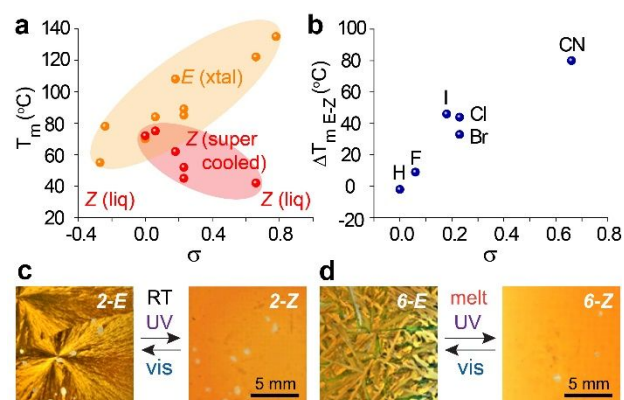 a
140
120
100
80
60
40
20
Tm (°C)
E (xtal)
Z (super
cooled)
Z (liq)
Z (liq)
-0.4
0.0
0.4
0.8
σ
b
100
80
60
40
20
0
-20
ΔTm E-Z (°C)
CN
I
Cl
Br
F
H
0.0
0.2
0.4
0.6
0.8
σ
c
2-E
RT
UV
vis
2-Z
5 mm
d
6-E
melt
UV
vis
6-Z
5 mm